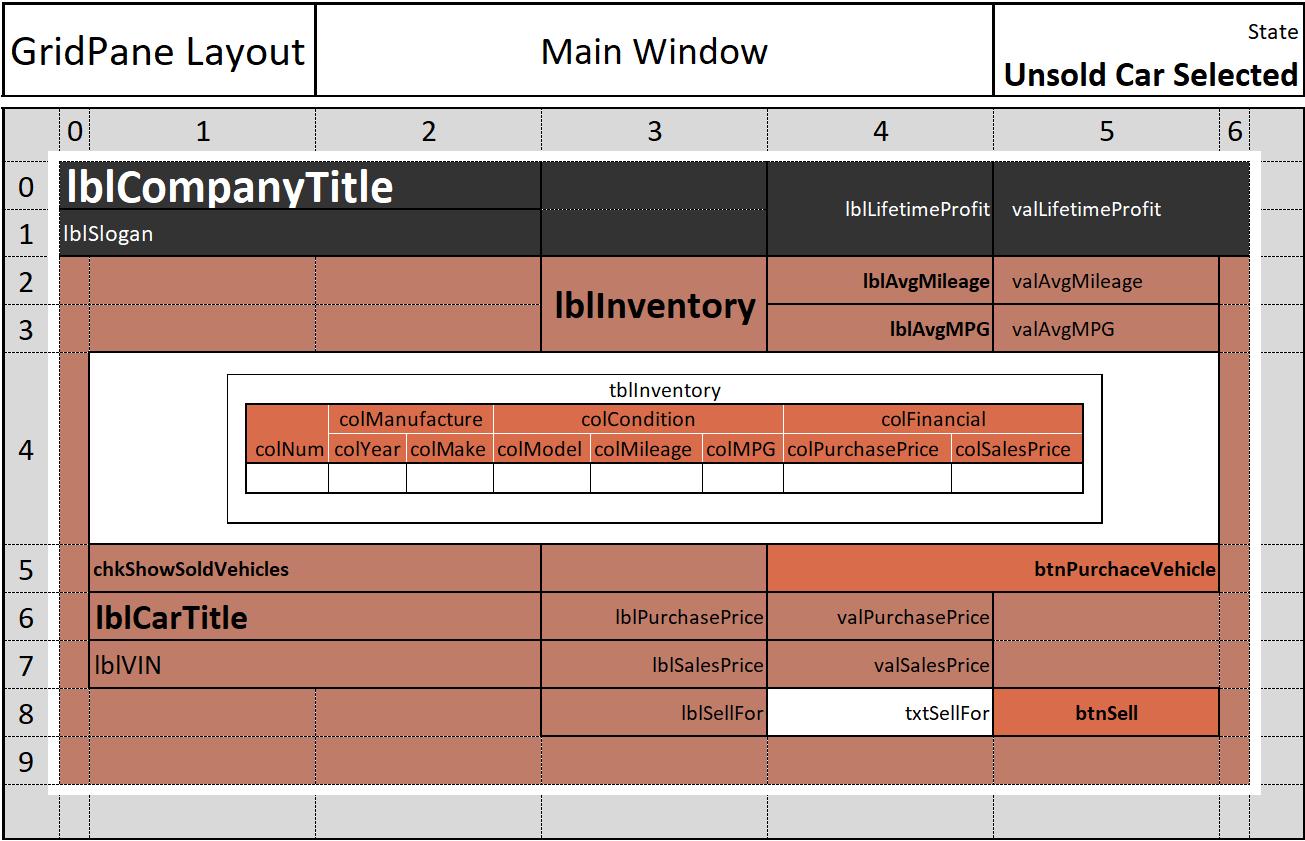 GridPane Layout
Main Window
State
Unsold Car Selected
0 1 2 3 4 5 6
0 lblCompanyTitle
lblLifetimeProfit valLifetimeProfit
1 lblSlogan
2 lblAvgMileage valAvgMileage
lblInventory
3 lblAvgMPG valAvgMPG
tblInventory
colManufacture colCondition colFinancial
4 colNum colYear colMake colModel colMileage colMPG colPurchasePrice colSalesPrice
5 chkShowSoldVehicles btnPurchaceVehicle
6 lblCarTitle lblPurchasePrice valPurchasePrice
7 lblVIN lblSalesPrice valSalesPrice
8 lblSellFor txtSellFor btnSell
9